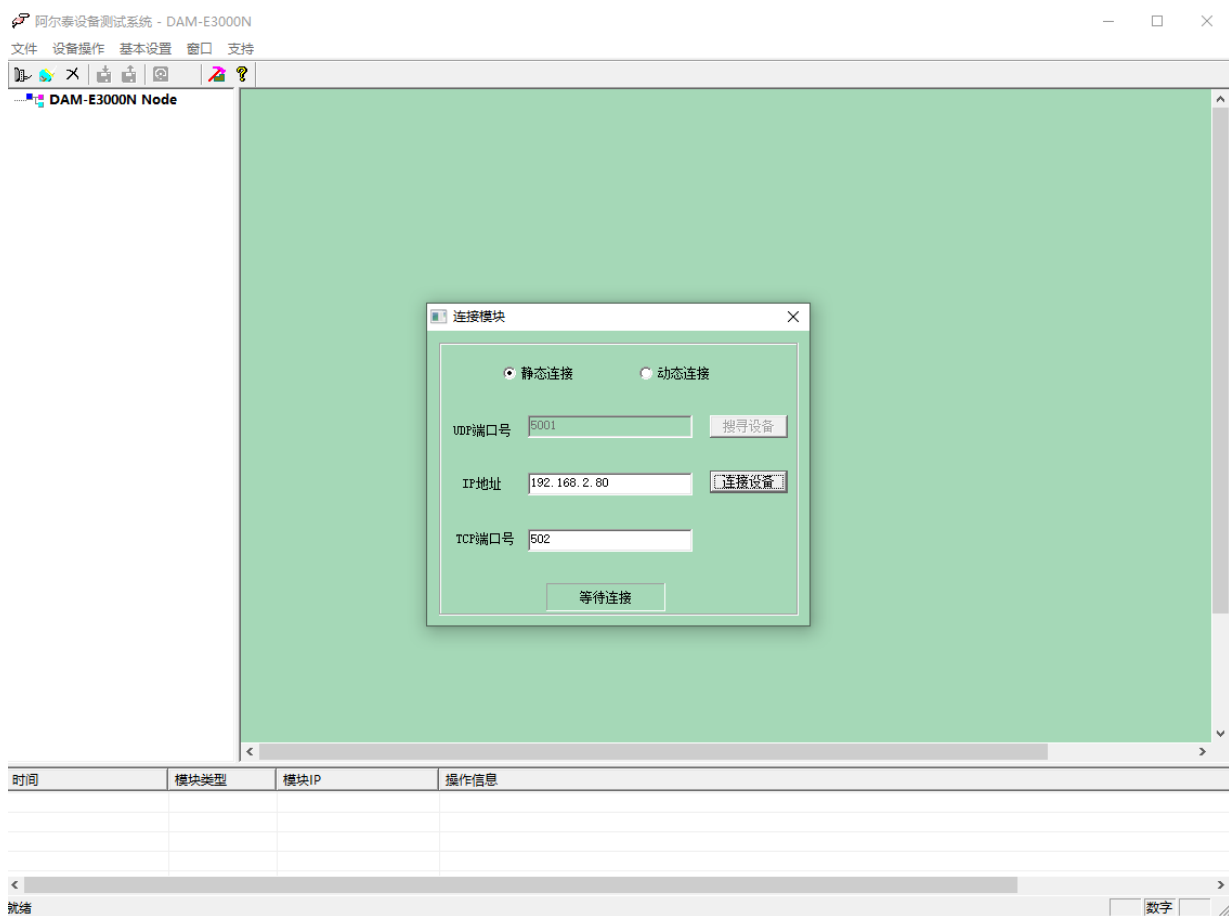 阿尔泰设备测试系统 - DAM-E3000N
文件 设备操作 基本设置 窗口 支持
DAM-E3000N Node
连接模块
静态连接 动态连接
UDP端口号 5001 搜寻设备
IP地址 192.168.2.80 连接设备
TCP端口号 502
等待连接
时间 模块类型 模块IP 操作信息
就绪 数字